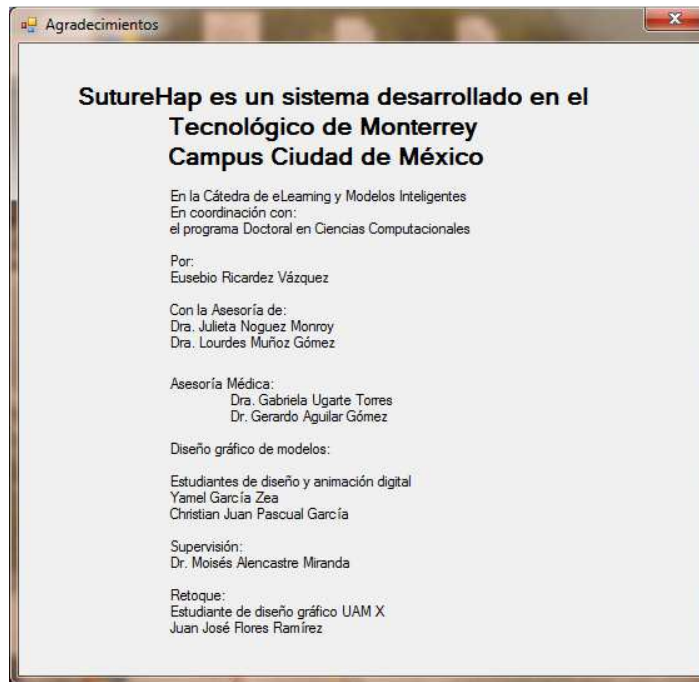 Agradecimientos
SutureHap es un sistema desarrollado en el
Tecnológico de Monterrey
Campus Ciudad de México
En la Cátedra de eLearning y Modelos Inteligentes
En coordinación con:
el programa Doctoral en Ciencias Computacionales
Por:
Eusebio Ricardez Vázquez
Con la Asesoría de:
Dra. Julieta Noguez Monroy
Dra. Lourdes Muñoz Gómez
Asesoría Médica:
Dra. Gabriela Ugarte Torres
Dr. Gerardo Aguilar Gómez
Diseño gráfico de modelos:
Estudiantes de diseño y animación digital
Yamel García Zea
Christian Juan Pascual García
Supervisión:
Dr. Moisés Alencastre Miranda
Retoque:
Estudiante de diseño gráfico UAM X
Juan José Flores Ramírez